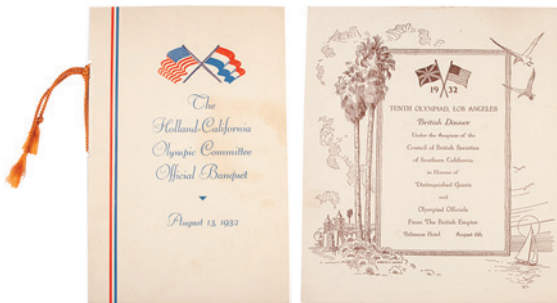 The
Holland-California
Olympic Committee
Official Banquet
August 13, 1932
19 32
TENTH OLYMPIAD, LOS ANGELES
British Dinner
Under the Auspices of the
Council of British Societies
of Southern California
in Honour of
Distinguished Guests
and
Olympiad Officials
From The British Empire
Biltmore Hotel August 6th